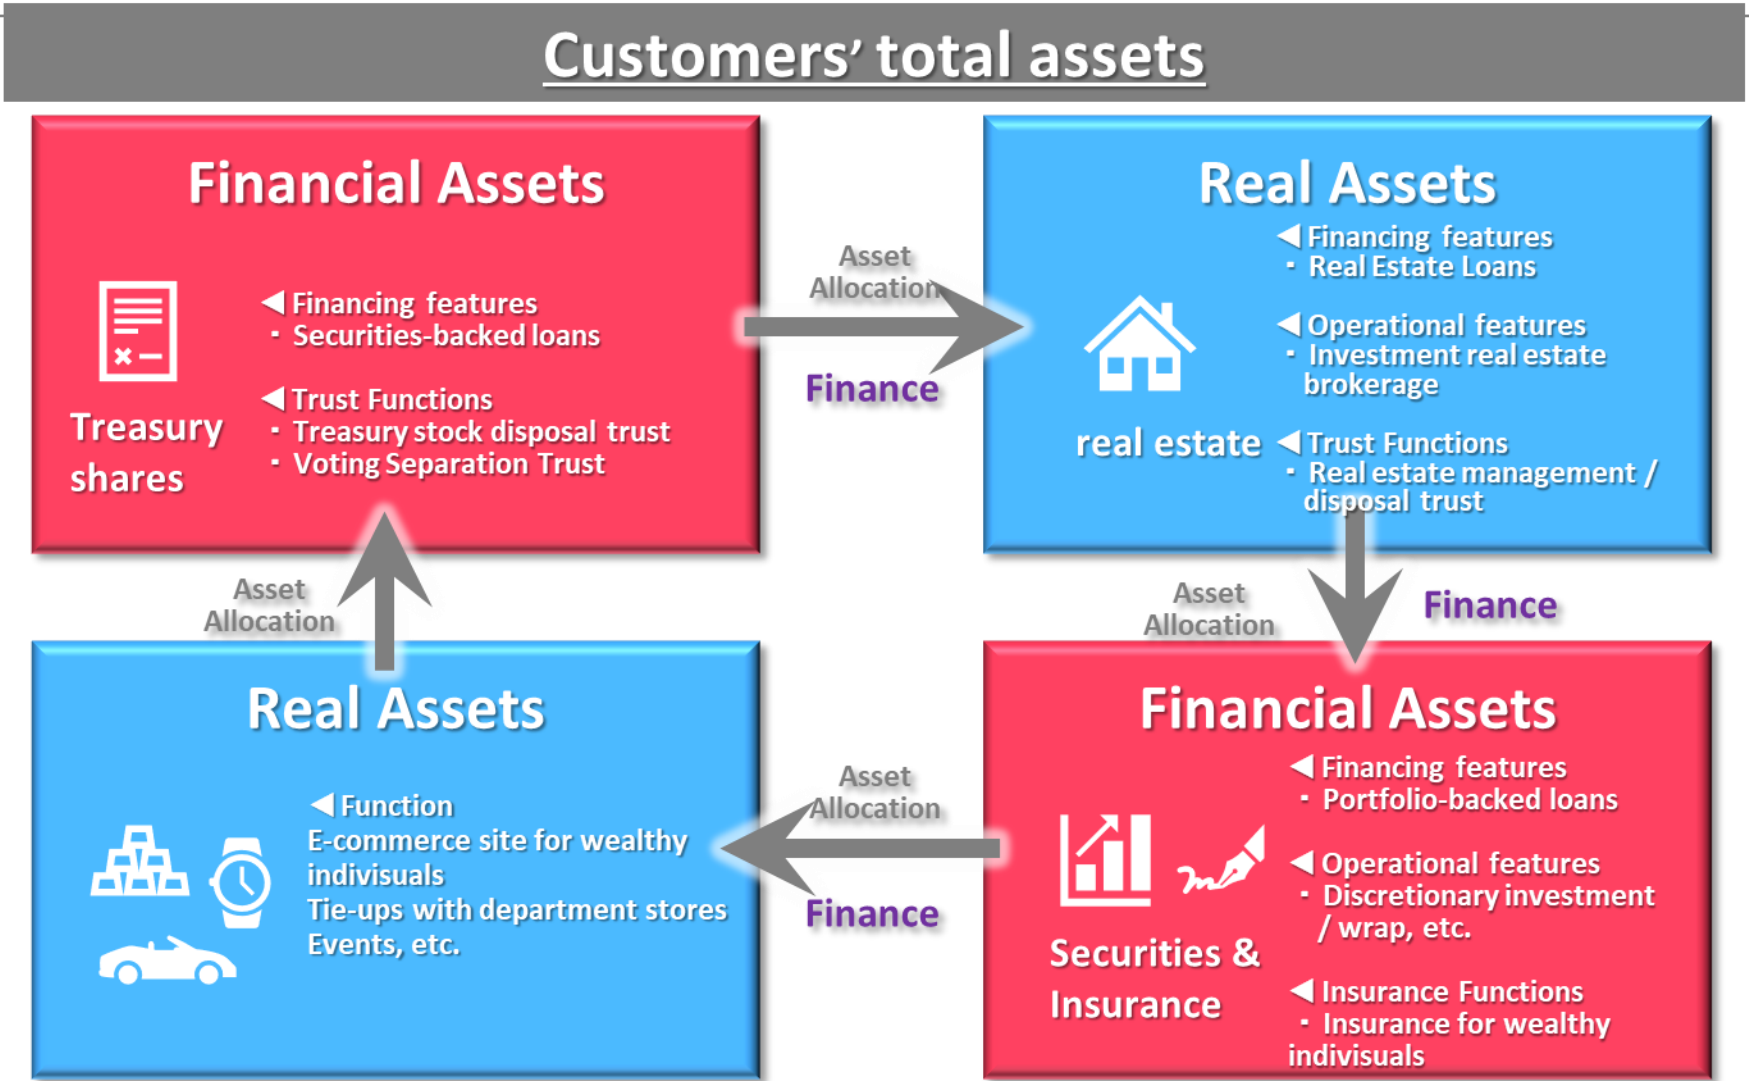 Customers’ total assets
Financial Assets
Treasury
shares
◀Financing features
・Securities-backed loans
◀Trust Functions
・Treasury stock disposal trust
・Voting Separation Trust
Asset
Allocation
Finance
Real Assets
real estate
◀Financing features
・Real Estate Loans
◀Operational features
・Investment real estate
brokerage
◀Trust Functions
・Real estate management /
disposal trust
Asset
Allocation
Asset
Allocation
Finance
Real Assets
◀Function
E-commerce site for wealthy
indivisuals
Tie-ups with department stores
Events, etc.
Asset
Allocation
Finance
Financial Assets
Securities &
Insurance
◀Financing features
・Portfolio-backed loans
◀Operational features
・Discretionary investment
/ wrap, etc.
◀Insurance Functions
・Insurance for wealthy
indivisuals